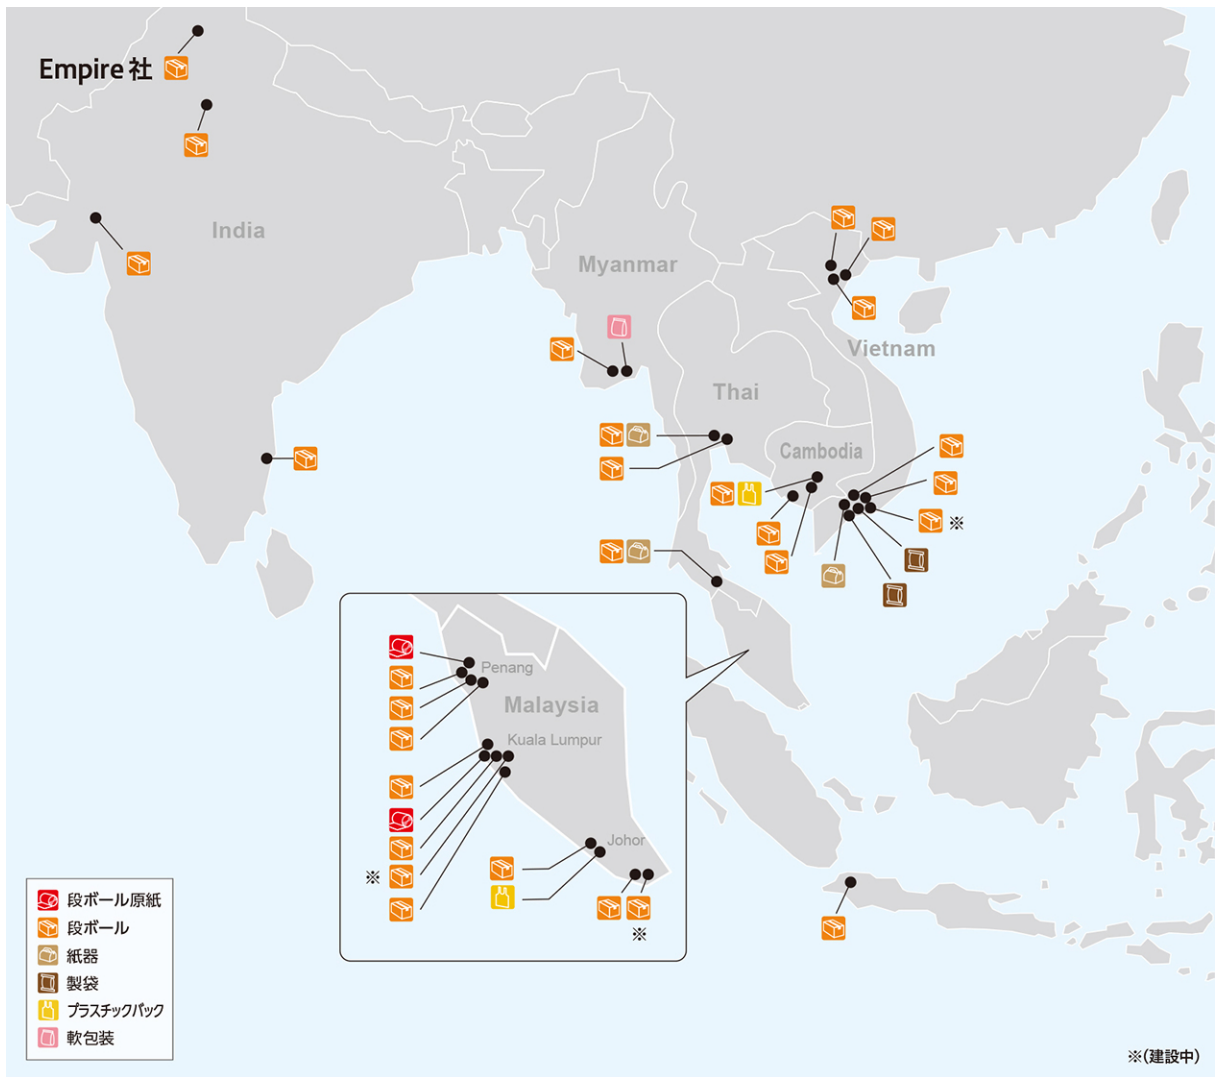 Empire 社
India
Myanmar
Vietnam
Thai
Cambodia
※
Penang
Malaysia
Kuala Lumpur
※
Johor
※
段ボール原紙
段ボール
紙器
製袋
プラスチックパック
軟包装
※(建設中)